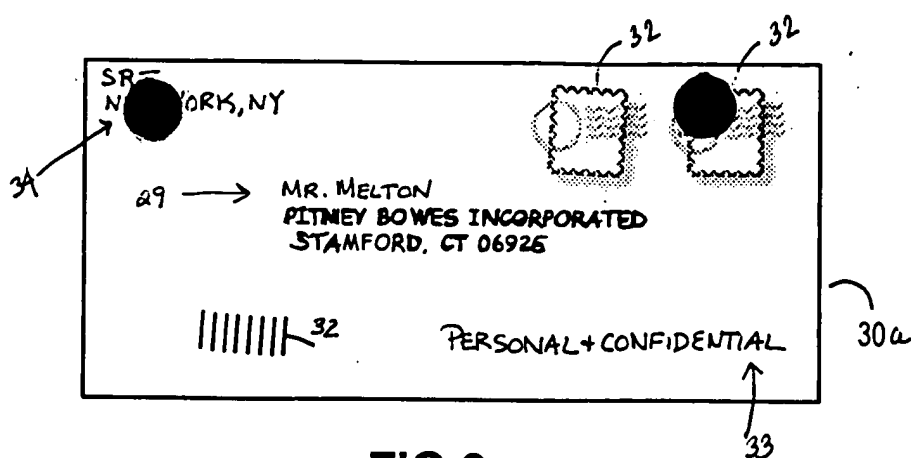 32
32
SR
ORK, NY
34
29
MR. MELTON
PITNEY BOWES INCORPORATED
STAMFORD, CT 06926
32
PERSONAL + CONFIDENTIAL
30a
33